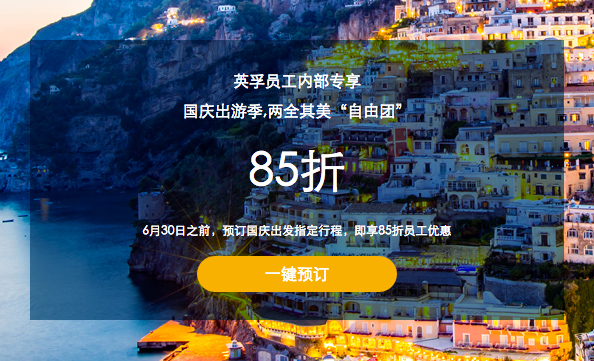 英孚员工内部专享
国庆出游季,两全其美“自由团”
85折
6月30日之前，预订国庆出发指定行程，即享85折员工优惠
一键预订